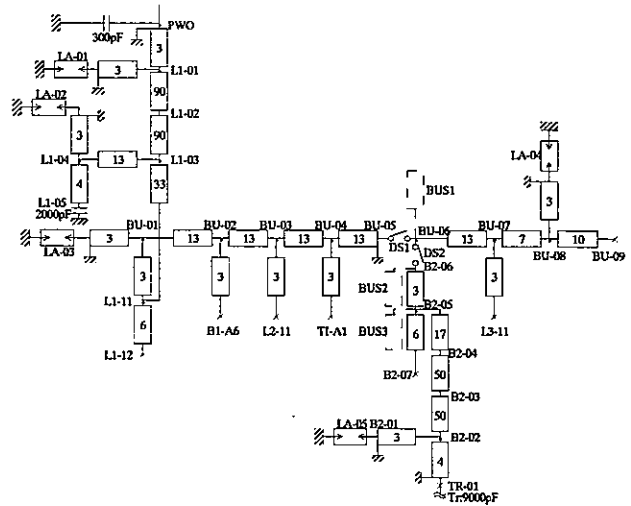 PWO
300pF
3
LA-01
3
L1-01
90
LA-02
L1-02
3
90
L1-04
13
L1-03
4
33
L1-05
2000pF
LA-04
3
BUS1
LA-03
3
BU-01
13
BU-02
13
BU-03
13
BU-04
13
BU-05
DS1
BU-06
13
BU-07
7
BU-08
10
BU-09
DS2
B2-06
3
L1-11
6
L1-12
3
B1-A6
3
L2-11
3
TI-A1
BUS2
3
B2-05
BUS3
6
17
3
L3-11
B2-07
B2-04
50
B2-03
50
LA-05
B2-01
3
B2-02
4
TR-01
Tr:9000pF